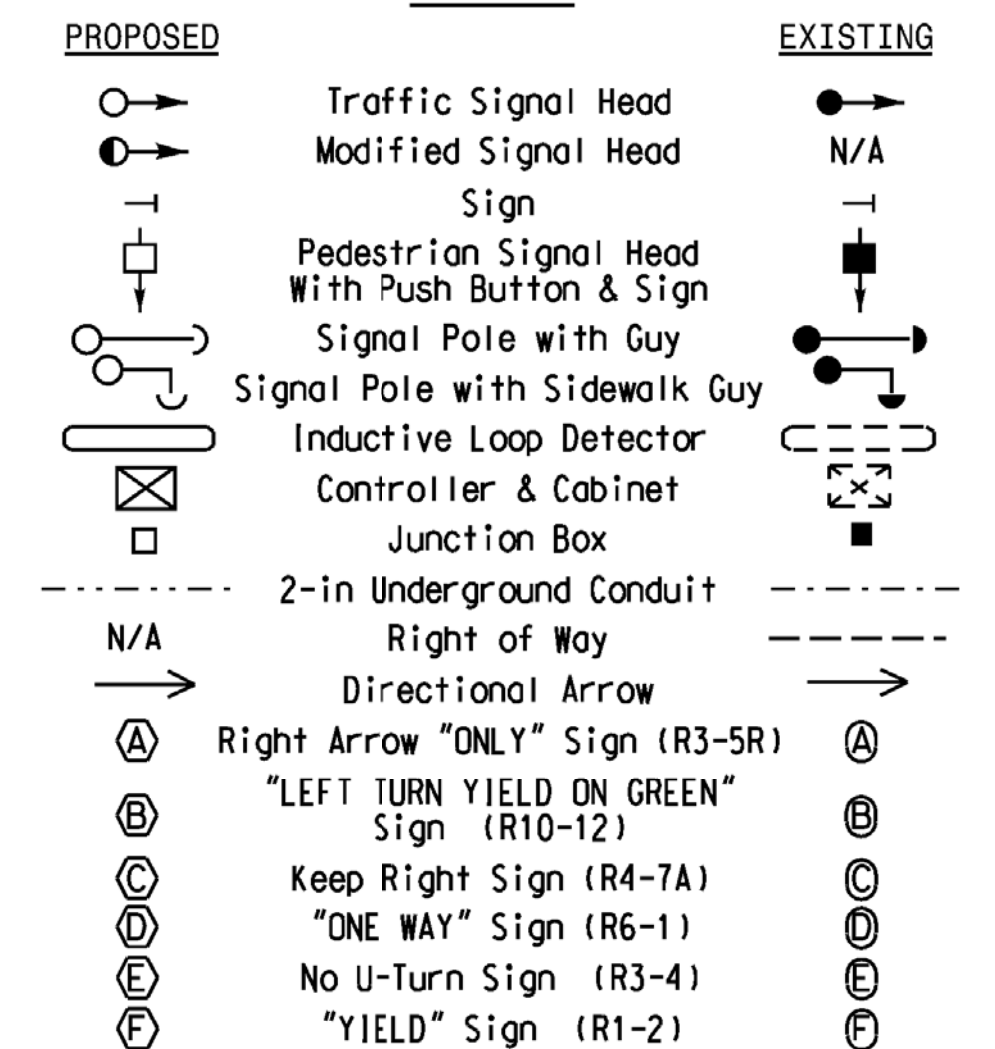 PROPOSED EXISTING
Traffic Signal Head
Modified Signal Head N/A
Sign
Pedestrian Signal Head
With Push Button & Sign
Signal Pole with Guy
Signal Pole with Sidewalk Guy
Inductive Loop Detector
Controller & Cabinet
Junction Box
2-in Underground Conduit
N/A Right of Way
Directional Arrow
A Right Arrow "ONLY" Sign (R3-5R) A
"LEFT TURN YIELD ON GREEN"
B Sign (R10-12) B
C Keep Right Sign (R4-7A) C
D "ONE WAY" Sign (R6-1) D
E No U-Turn Sign (R3-4) E
F "YIELD" Sign (R1-2) F